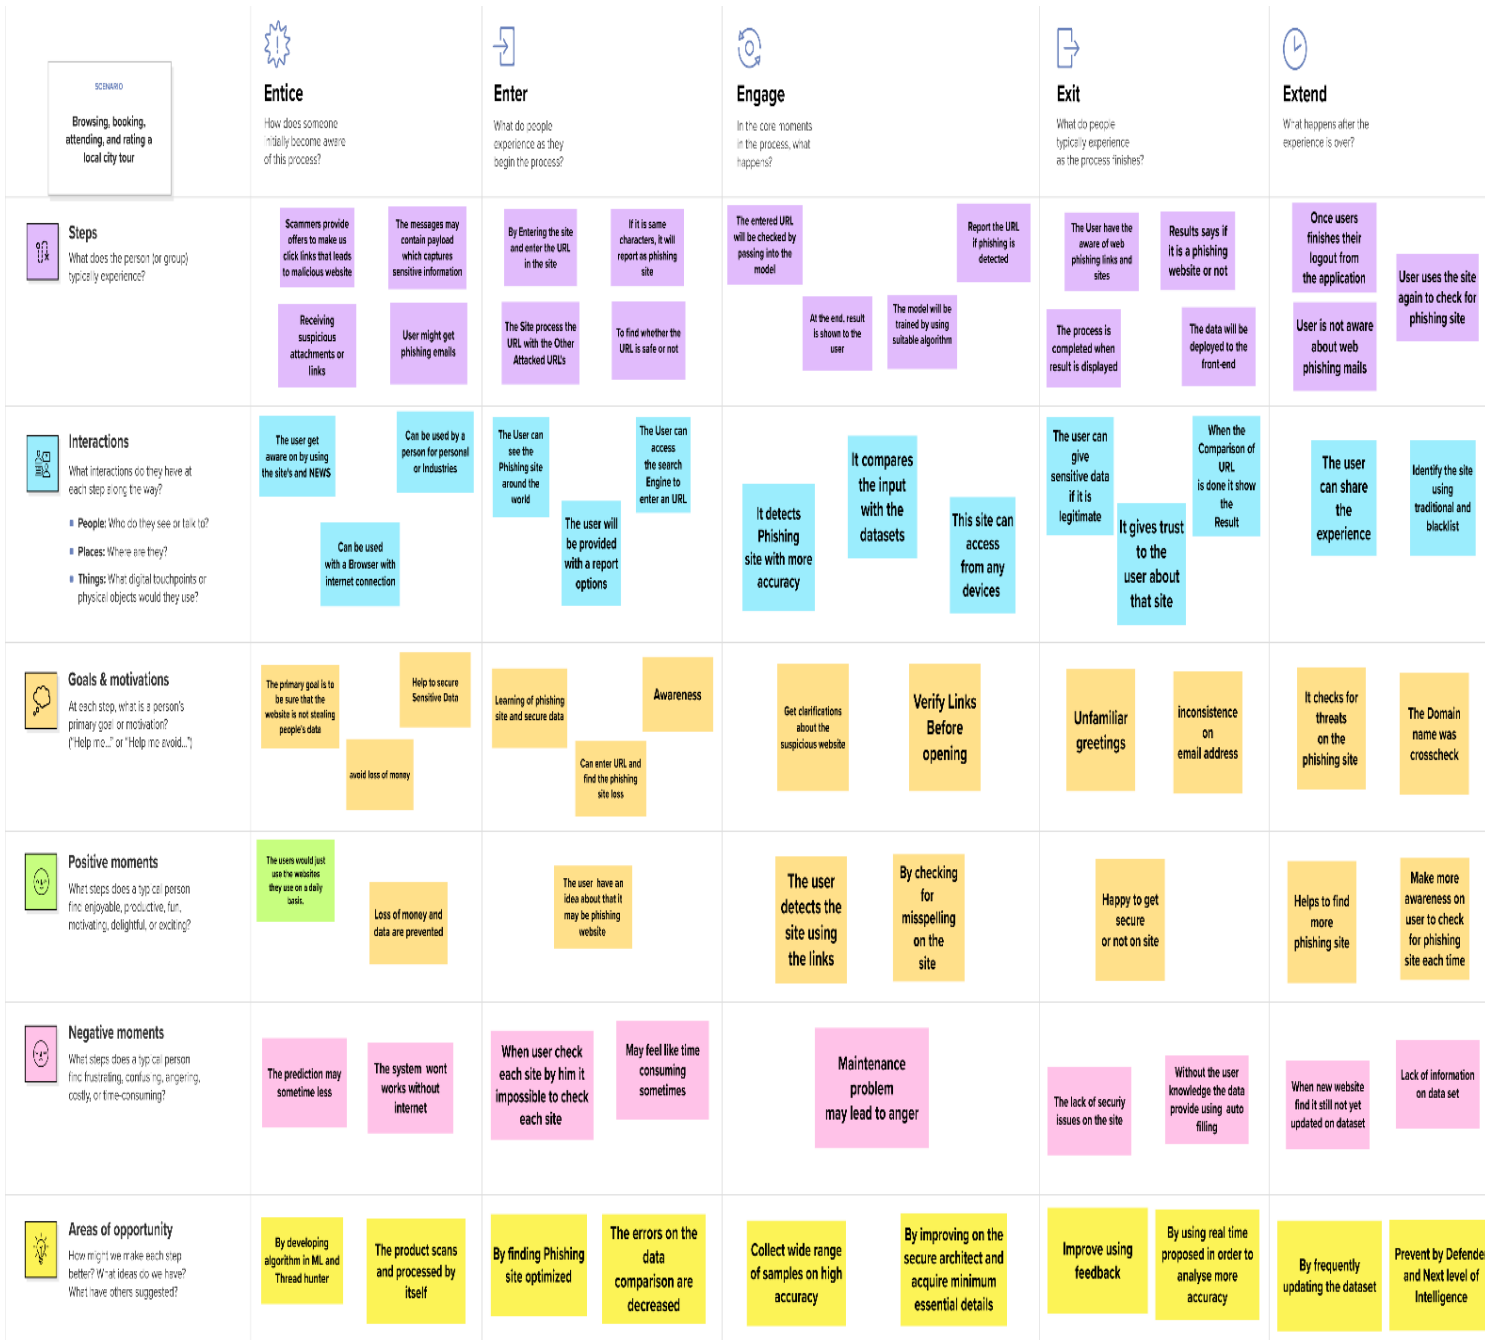 SCENARIO
Browsing, booking,
attending, and rating a
local city tour
Entice
How does someone
initially become aware
of this process?
Enter
What do people
experience as they
begin the process?
Engage
In the core moments
in the process, what
happens?
Exit
What do people
typically experience
as the process finishes?
Extend
What happens after the
experience is over?
Steps
What does the person (or group)
typically experience?
Scammers provide
offers to make us
click links that leads
to malicious website
The messages may
contain payload
which captures
sensitive information
Receiving
suspicious
attachments or
links
User might get
phishing emails
By Entering the site
and enter the URL
in the site
If it is same
characters, it will
report as phishing
site
The Site process the
URL with the Other
Attacked URL's
To find whether the
URL is safe or not
The entered URL
will be checked by
passing into the
model
Report the URL
if phishing is
detected
At the end, result
is shown to the
user
The model will be
trained by using
suitable algorithm
The User have the
aware of web
phishing links and
sites
Results says if
it is a phishing
website or not
The process is
completed when
result is displayed
The data will be
deployed to the
front-end
Once users
finishes their
logout from
the application
User uses the site
again to check for
phishing site
User is not aware
about web
phishing mails
Interactions
What interactions do they have at
each step along the way?
People: Who do they see or talk to?
Places: Where are they?
Things: What digital touchpoints or
physical objects would they use?
The user get
aware on by using
the site's and NEWS
Can be used by a
person for personal
or Industries
Can be used
with a Browser with
internet connection
The User can
see the
Phishing site
around the
world
The User can
access
the search
Engine to
enter an URL
The user will
be provided
with a report
options
It detects
Phishing
site with more
accuracy
It compares
the input
with the
datasets
This site can
access
from any
devices
The user can
give
sensitive data
if it is
legitimate
When the
Comparison of
URL
is done it show
the
Result
It gives trust
to the
user about
that site
The user
can share
the
experience
Identify the site
using
traditional and
blacklist
Goals & motivations
At each step, what is a person's
primary goal or motivation?
("Help me..." or "Help me avoid...")
The primary goal is to
be sure that the
website is not stealing
people's data
Help to secure
Sensitive Data
avoid loss of money
Learning of phishing
site and secure data
Awareness
Can enter URL and
find the phishing
site loss
Get clarifications
about the
suspicious website
Verify Links
Before
opening
Unfamiliar
greetings
inconsistence
on
email address
It checks for
threats
on the
phishing site
The Domain
name was
crosscheck
Positive moments
What steps does a typical person
find enjoyable, productive, fun,
motivating, delightful, or exciting?
The users would just
use the websites
they use on a daily
basis.
Loss of money and
data are prevented
The user have an
idea about that it
may be phishing
website
The user
detects the
site using
the links
By checking
for
misspelling
on the
site
Happy to get
secure
or not on site
Helps to find
more
phishing site
Make more
awareness on
user to check
for phishing
site each time
Negative moments
What steps does a typical person
find frustrating, confusing, angering,
costly, or time-consuming?
The prediction may
sometime less
The system wont
works without
internet
When user check
each site by him it
impossible to check
each site
May feel like time
consuming
sometimes
Maintenance
problem
may lead to anger
The lack of securiy
issues on the site
Without the user
knowledge the data
provide using auto
filling
When new website
find it still not yet
updated on dataset
Lack of information
on data set
Areas of opportunity
How might we make each step
better? What ideas do we have?
What have others suggested?
By developing
algorithm in ML and
Thread hunter
The product scans
and processed by
itself
By finding Phishing
site optimized
The errors on the
data
comparison are
decreased
Collect wide range
of samples on high
accuracy
By improving on the
secure architect and
acquire minimum
essential details
Improve using
feedback
By using real time
proposed in order to
analyse more
accuracy
By frequently
updating the dataset
Prevent by Defende
and Next level of
Intelligence